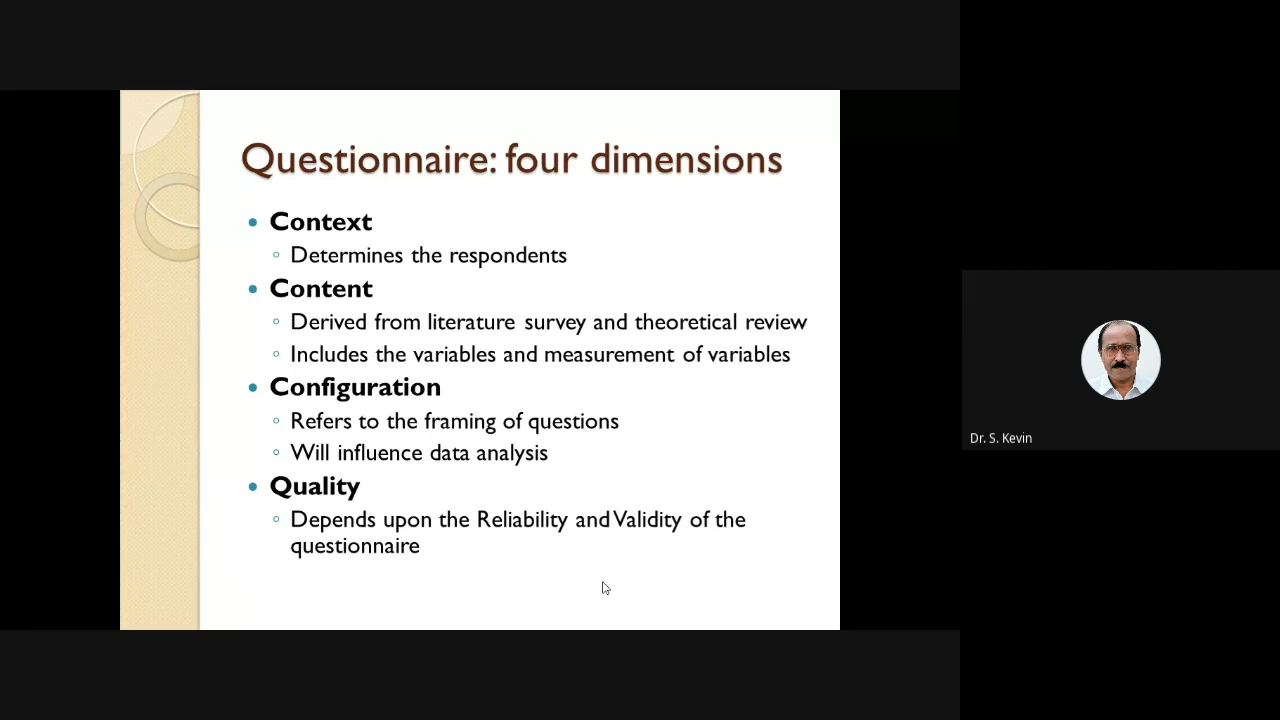 Questionnaire: four dimensions
Context
Determines the respondents
Content
Derived from literature survey and theoretical review
Includes the variables and measurement of variables
Configuration
Refers to the framing of questions
Will influence data analysis
Quality
Depends upon the Reliability and Validity of the
questionnaire
Dr. S. Kevin